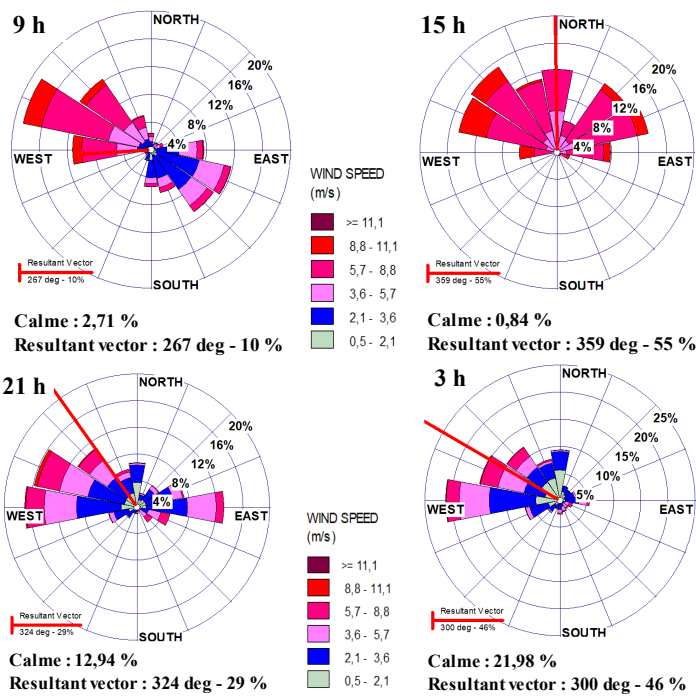 9 h
NORTH
20%
16%
12%
8%
4%
WEST
EAST
SOUTH
Resultant Vector
267 deg - 10%
Calme : 2,71 %
Resultant vector : 267 deg - 10 %
WIND SPEED
(m/s)
>= 11,1
8,8 - 11,1
5,7 - 8,8
3,6 - 5,7
2,1 - 3,6
0,5 - 2,1
15 h
NORTH
20%
16%
12%
8%
4%
WEST
EAST
SOUTH
Resultant Vector
359 deg - 55%
Calme : 0,84 %
Resultant vector : 359 deg - 55 %
21 h
NORTH
20%
16%
12%
8%
4%
WEST
EAST
SOUTH
Resultant Vector
324 deg - 29%
Calme : 12,94 %
Resultant vector : 324 deg - 29 %
WIND SPEED
(m/s)
>= 11,1
8,8 - 11,1
5,7 - 8,8
3,6 - 5,7
2,1 - 3,6
0,5 - 2,1
3 h
NORTH
25%
20%
15%
10%
5%
WEST
EAST
SOUTH
Resultant Vector
300 deg - 46%
Calme : 21,98 %
Resultant vector : 300 deg - 46 %